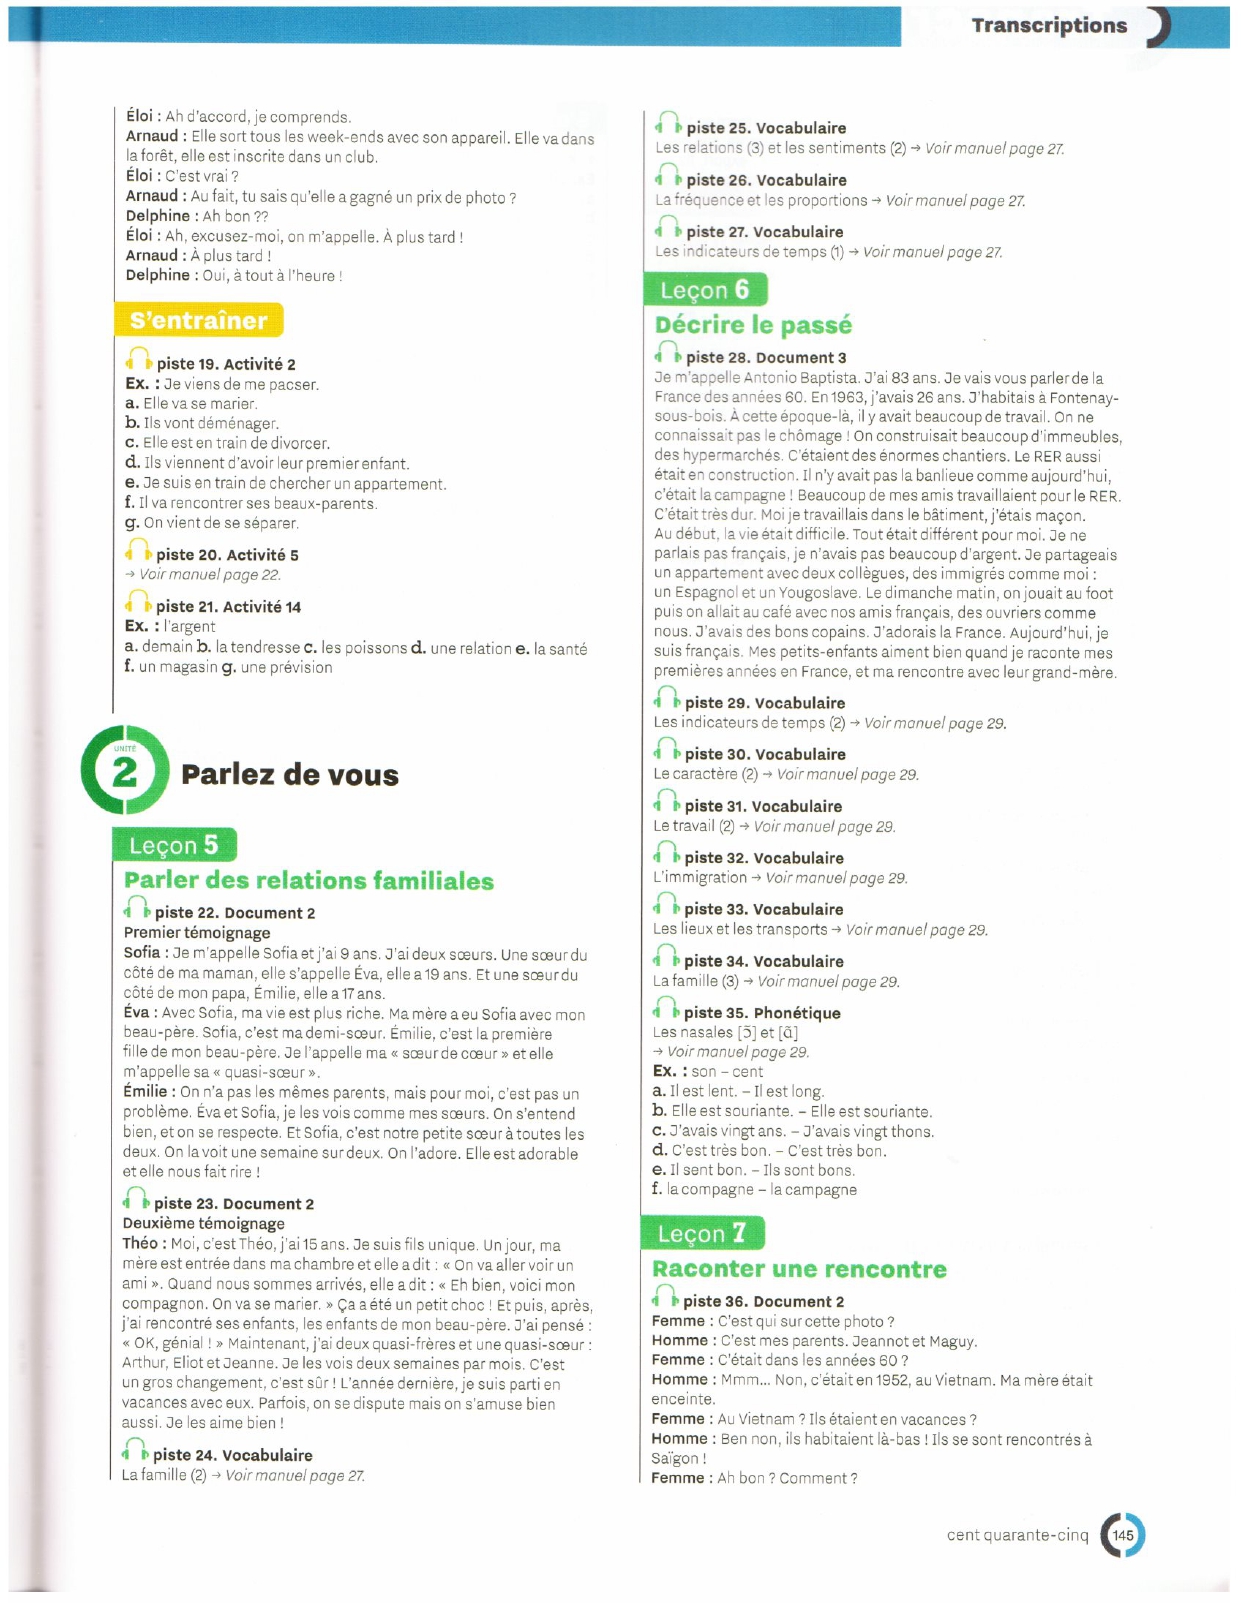 Transcriptions
Éloi : Ah d'accord, je comprends.
Arnaud : Elle sort tous les week-ends avec son appareil. Elle va dans
la forêt, elle est inscrite dans un club.
Éloi : C'est vrai ?
Arnaud : Au fait, tu sais qu'elle a gagné un prix de photo ?
Delphine : Ah bon ??
Éloi : Ah, excusez-moi, on m'appelle. À plus tard !
Arnaud : À plus tard !
Delphine : Oui, à tout à l'heure !
S'entraîner
piste 19. Activité 2
Ex. : Je viens de me pacser.
a. Elle va se marier.
b. Ils vont déménager.
c. Elle est en train de divorcer.
d. Ils viennent d'avoir leur premier enfant.
e. Je suis en train de chercher un appartement.
f. Il va rencontrer ses beaux-parents.
g. On vient de se séparer.
piste 20. Activité 5
→ Voir manuel page 22.
piste 21. Activité 14
Ex. : l'argent
a. demain b. la tendresse c. les poissons d. une relation e. la santé
f. un magasin g. une prévision
UNITÉ
2 Parlez de vous
Leçon 5
Parler des relations familiales
piste 22. Document 2
Premier témoignage
Sofia : Je m'appelle Sofia et j'ai 9 ans. J'ai deux sœurs. Une sœur du
côté de ma maman, elle s'appelle Éva, elle a 19 ans. Et une sœur du
côté de mon papa, Émilie, elle a 17 ans.
Éva : Avec Sofia, ma vie est plus riche. Ma mère a eu Sofia avec mon
beau-père. Sofia, c'est ma demi-sœur. Émilie, c'est la première
fille de mon beau-père. Je l'appelle ma « sœur de cœur » et elle
m'appelle sa « quasi-sœur ».
Émilie : On n'a pas les mêmes parents, mais pour moi, c'est pas un
problème. Éva et Sofia, je les vois comme mes sœurs. On s'entend
bien, et on se respecte. Et Sofia, c'est notre petite sœur à toutes les
deux. On la voit une semaine sur deux. On l'adore. Elle est adorable
et elle nous fait rire !
piste 23. Document 2
Deuxième témoignage
Théo : Moi, c'est Théo, j'ai 15 ans. Je suis fils unique. Un jour, ma
mère est entrée dans ma chambre et elle a dit : « On va aller voir un
ami ». Quand nous sommes arrivés, elle a dit : « Eh bien, voici mon
compagnon. On va se marier. » Ça a été un petit choc ! Et puis, après,
j'ai rencontré ses enfants, les enfants de mon beau-père. J'ai pensé :
« OK, génial ! » Maintenant, j'ai deux quasi-frères et une quasi-sœur :
Arthur, Eliot et Jeanne. Je les vois deux semaines par mois. C'est
un gros changement, c'est sûr ! L'année dernière, je suis parti en
vacances avec eux. Parfois, on se dispute mais on s'amuse bien
aussi. Je les aime bien !
piste 24. Vocabulaire
La famille (2) → Voir manuel page 27.
piste 25. Vocabulaire
Les relations (3) et les sentiments (2) → Voir manuel page 27.
piste 26. Vocabulaire
La fréquence et les proportions → Voir manuel page 27.
piste 27. Vocabulaire
Les indicateurs de temps (1) → Voir manuel page 27.
Leçon 6
Décrire le passé
piste 28. Document 3
Je m'appelle Antonio Baptista. J'ai 83 ans. Je vais vous parler de la
France des années 60. En 1963, j'avais 26 ans. J'habitais à Fontenay-
sous-bois. À cette époque-là, il y avait beaucoup de travail. On ne
connaissait pas le chômage ! On construisait beaucoup d'immeubles,
des hypermarchés. C'étaient des énormes chantiers. Le RER aussi
était en construction. Il n'y avait pas la banlieue comme aujourd'hui,
c'était la campagne ! Beaucoup de mes amis travaillaient pour le RER.
C'était très dur. Moi je travaillais dans le bâtiment, j'étais maçon.
Au début, la vie était difficile. Tout était différent pour moi. Je ne
parlais pas français, je n'avais pas beaucoup d'argent. Je partageais
un appartement avec deux collègues, des immigrés comme moi :
un Espagnol et un Yougoslave. Le dimanche matin, on jouait au foot
puis on allait au café avec nos amis français, des ouvriers comme
nous. J'avais des bons copains. J'adorais la France. Aujourd'hui, je
suis français. Mes petits-enfants aiment bien quand je raconte mes
premières années en France, et ma rencontre avec leur grand-mère.
piste 29. Vocabulaire
Les indicateurs de temps (2) → Voir manuel page 29.
piste 30. Vocabulaire
Le caractère (2) → Voir manuel page 29.
piste 31. Vocabulaire
Le travail (2) → Voir manuel page 29.
piste 32. Vocabulaire
L'immigration → Voir manuel page 29.
piste 33. Vocabulaire
Les lieux et les transports → Voir manuel page 29.
piste 34. Vocabulaire
La famille (3) → Voir manuel page 29.
piste 35. Phonétique
Les nasales [ɔ̃] et [ɑ̃]
→ Voir manuel page 29.
Ex. : son – cent
a. Il est lent. – Il est long.
b. Elle est souriante. – Elle est souriante.
c. J'avais vingt ans. – J'avais vingt thons.
d. C'est très bon. – C'est très bon.
e. Il sent bon. – Ils sont bons.
f. la compagne – la campagne
Leçon 7
Raconter une rencontre
piste 36. Document 2
Femme : C'est qui sur cette photo ?
Homme : C'est mes parents. Jeannot et Maguy.
Femme : C'était dans les années 60 ?
Homme : Mmm... Non, c'était en 1952, au Vietnam. Ma mère était
enceinte.
Femme : Au Vietnam ? Ils étaient en vacances ?
Homme : Ben non, ils habitaient là-bas ! Ils se sont rencontrés à
Saïgon !
Femme : Ah bon ? Comment ?
cent quarante-cinq 145